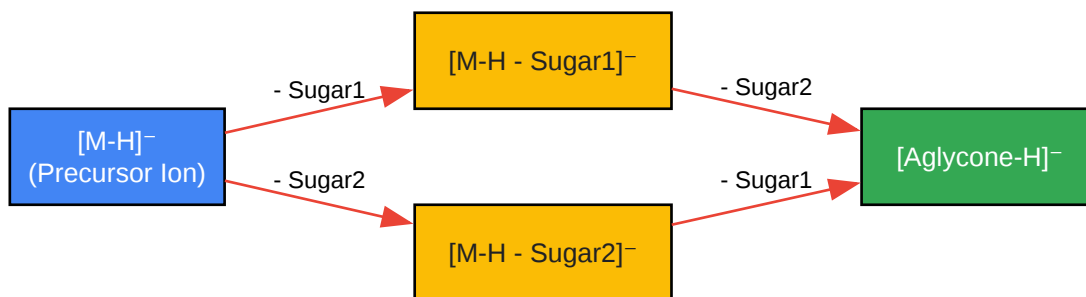 [M-H - Sugar1]⁻
- Sugar1
- Sugar2
[M-H]⁻
(Precursor Ion)
[Aglycone-H]⁻
- Sugar2
- Sugar1
[M-H - Sugar2]⁻